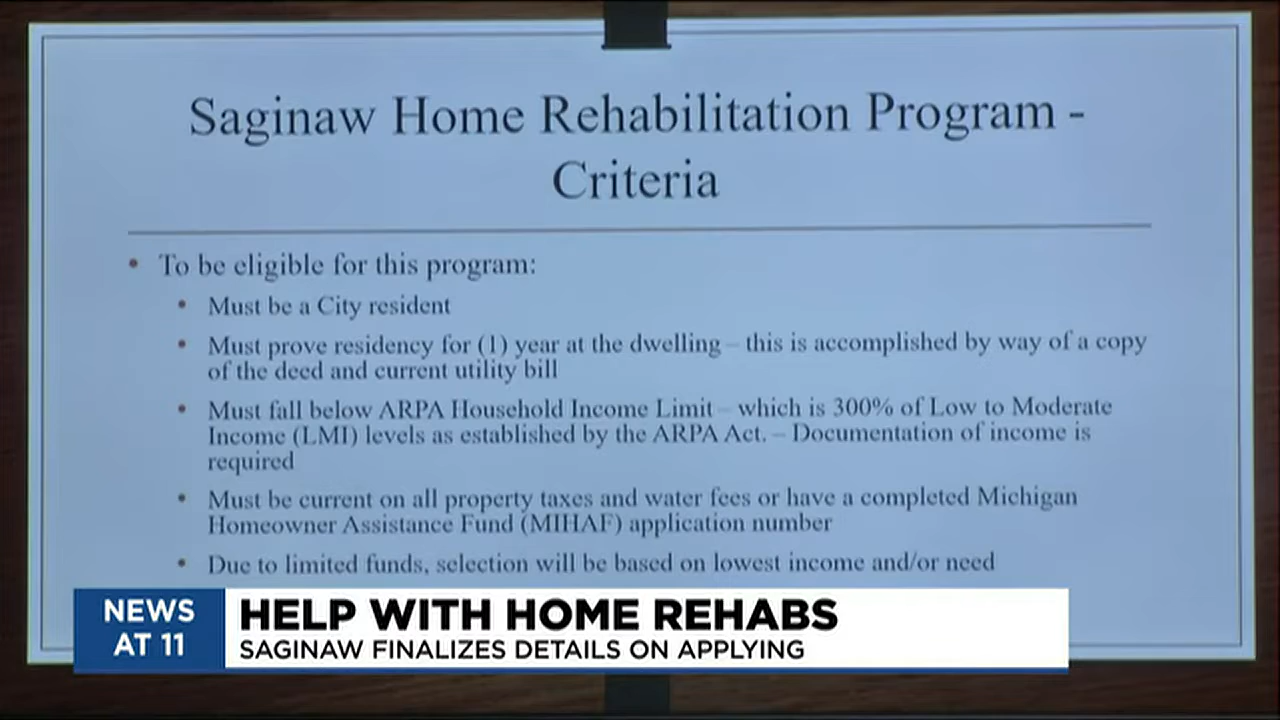 Saginaw Home Rehabilitation Program -
Criteria
• To be eligible for this program:
• Must be a City resident
• Must prove residency for (1) year at the dwelling – this is accomplished by way of a copy
of the deed and current utility bill
• Must fall below ARPA Household Income Limit – which is 300% of Low to Moderate
Income (LMI) levels as established by the ARPA Act. – Documentation of income is
required
• Must be current on all property taxes and water fees or have a completed Michigan
Homeowner Assistance Fund (MIHAF) application number
• Due to limited funds, selection will be based on lowest income and/or need
NEWS
AT 11
HELP WITH HOME REHABS
SAGINAW FINALIZES DETAILS ON APPLYING